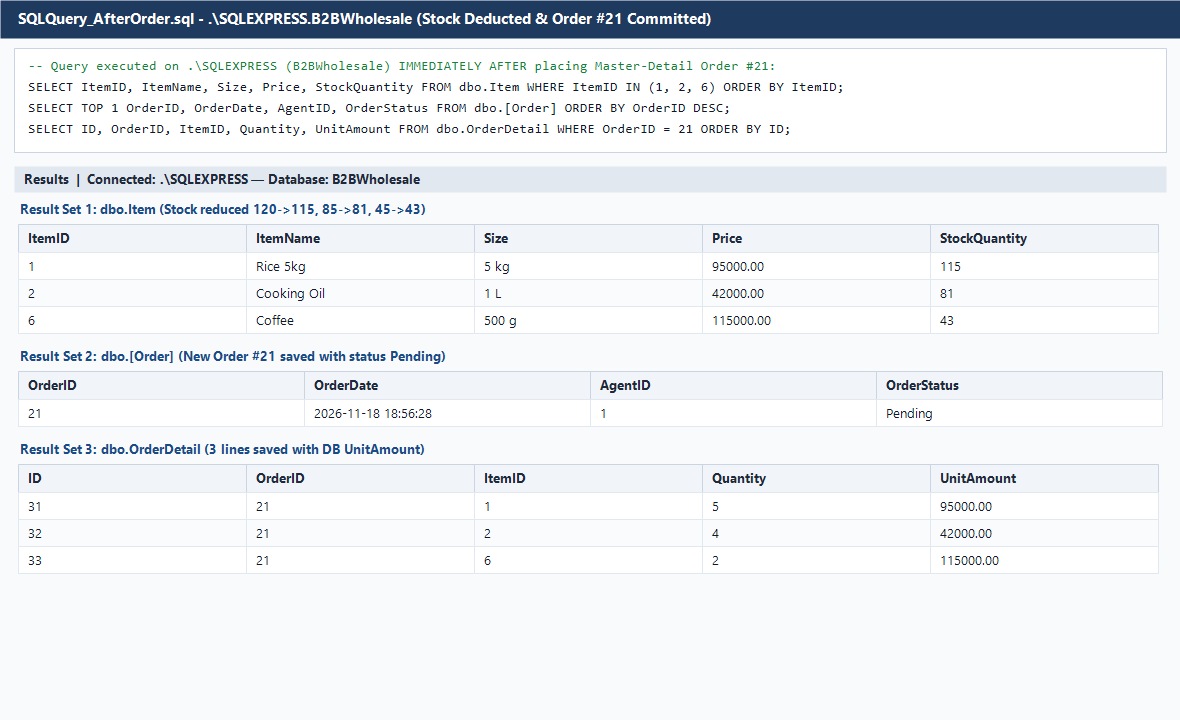 SQLQuery_AfterOrder.sql - .\SQLEXPRESS.B2BWholesale (Stock Deducted & Order #21 Committed)
-- Query executed on .\SQLEXPRESS (B2BWholesale) IMMEDIATELY AFTER placing Master-Detail Order #21:
SELECT ItemID, ItemName, Size, Price, StockQuantity FROM dbo.Item WHERE ItemID IN (1, 2, 6) ORDER BY ItemID;
SELECT TOP 1 OrderID, OrderDate, AgentID, OrderStatus FROM dbo.[Order] ORDER BY OrderID DESC;
SELECT ID, OrderID, ItemID, Quantity, UnitAmount FROM dbo.OrderDetail WHERE OrderID = 21 ORDER BY ID;
Results | Connected: .\SQLEXPRESS — Database: B2BWholesale
Result Set 1: dbo.Item (Stock reduced 120->115, 85->81, 45->43)
ItemID ItemName Size Price StockQuantity
1 Rice 5kg 5 kg 95000.00 115
2 Cooking Oil 1 L 42000.00 81
6 Coffee 500 g 115000.00 43
Result Set 2: dbo.[Order] (New Order #21 saved with status Pending)
OrderID OrderDate AgentID OrderStatus
21 2026-11-18 18:56:28 1 Pending
Result Set 3: dbo.OrderDetail (3 lines saved with DB UnitAmount)
ID OrderID ItemID Quantity UnitAmount
31 21 1 5 95000.00
32 21 2 4 42000.00
33 21 6 2 115000.00